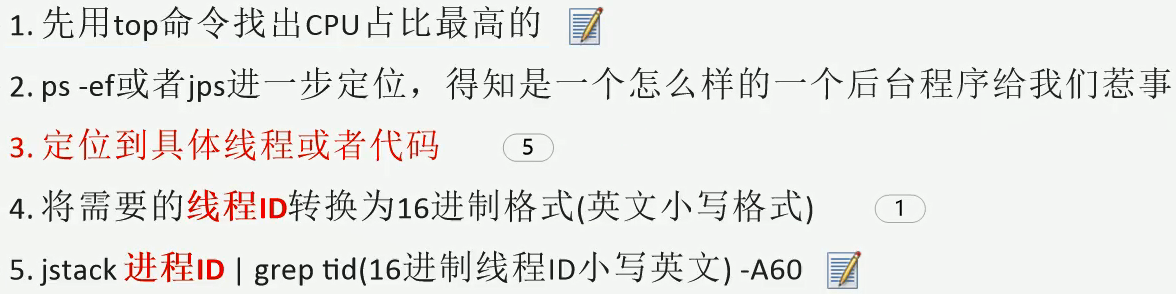 1. 先用top命令找出CPU占比最高的
2. ps -ef或者jps进一步定位，得知是一个怎么样的一个后台程序给我们惹事
3. 定位到具体线程或者代码 5
4. 将需要的线程ID转换为16进制格式(英文小写格式) 1
5. jstack 进程ID | grep tid(16进制线程ID小写英文) -A60